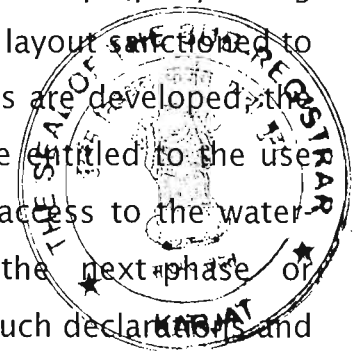 layout sanctioned to
s are developed, the
e entitled to the use
access to the water-
the next phase or
uch declarations and
THE SEAL OF THE SUB REGISTRAR
KARJAT